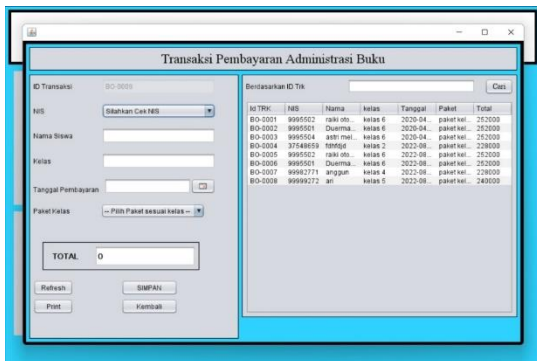 Transaksi Pembayaran Administrasi Buku
ID Transaksi BO-0009
NIS Silahkan Cek NIS
Nama Siswa
Kelas
Tanggal Pembayaran
Paket Kelas -- Pilih Paket sesuai kelas --
TOTAL 0
Refresh SIMPAN
Print Kembali
Berdasarkan ID Trk Cari
Id TRK NIS Nama kelas Tanggal Paket Total
BO-0001 9995502 raiki oto... kelas 6 2020-04... paket kel... 252000
BO-0002 9995501 Duerma... kelas 6 2020-04... paket kel... 252000
BO-0003 9995504 astri mel... kelas 6 2020-04... paket kel... 252000
BO-0004 37548659 kelas 2 2022-08... paket kel... 228000
BO-0005 9995502 raiki oto... kelas 6 2022-08... paket kel... 252000
BO-0006 9995501 Duerma... kelas 6 2022-08... paket kel... 252000
BO-0007 99982771 anggun kelas 4 2022-08... paket kel... 228000
BO-0008 99999272 ari kelas 5 2022-08... paket kel... 240000